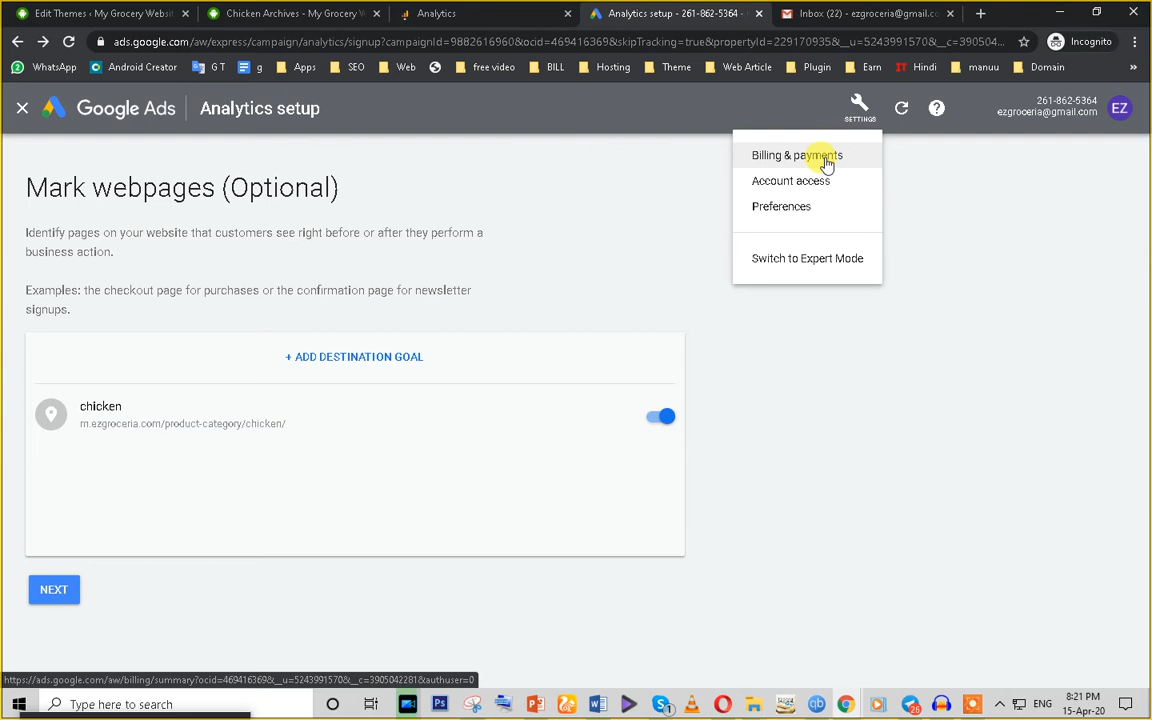 Edit Themes ‹ My Grocery Websit
Chicken Archives - My Grocery W
Analytics
Analytics setup - 261-862-5364 -
Inbox (22) - ezgroceria@gmail.co
ads.google.com/aw/express/campaign/analytics/signup?campaignId=9882616960&ocid=469416369&skipTracking=true&propertyId=229170935&__u=5243991570&__c=390504...
Incognito
WhatsApp
Android Creator
G T
g
Apps
SEO
Web
free video
BILL
Hosting
Theme
Web Article
Plugin
Earn
Hindi
manuu
Domain
»
Google Ads
Analytics setup
SETTINGS
261-862-5364
ezgroceria@gmail.com
EZ
Billing & payments
Account access
Preferences
Switch to Expert Mode
Mark webpages (Optional)
Identify pages on your website that customers see right before or after they perform a
business action.
Examples: the checkout page for purchases or the confirmation page for newsletter
signups.
+ ADD DESTINATION GOAL
chicken
m.ezgroceria.com/product-category/chicken/
NEXT
https://ads.google.com/aw/billing/summary?ocid=469416369&__u=5243991570&__c=3905042281&authuser=0
Type here to search
26
ENG
8:21 PM
15-Apr-20